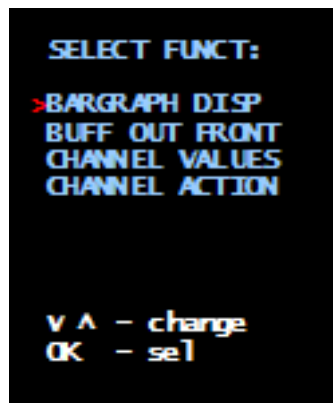 SELECT FUNCT:
>BARGRAPH DISP
BUFF OUT FRONT
CHANNEL VALUES
CHANNEL ACTION
v ʌ - change
OK - sel